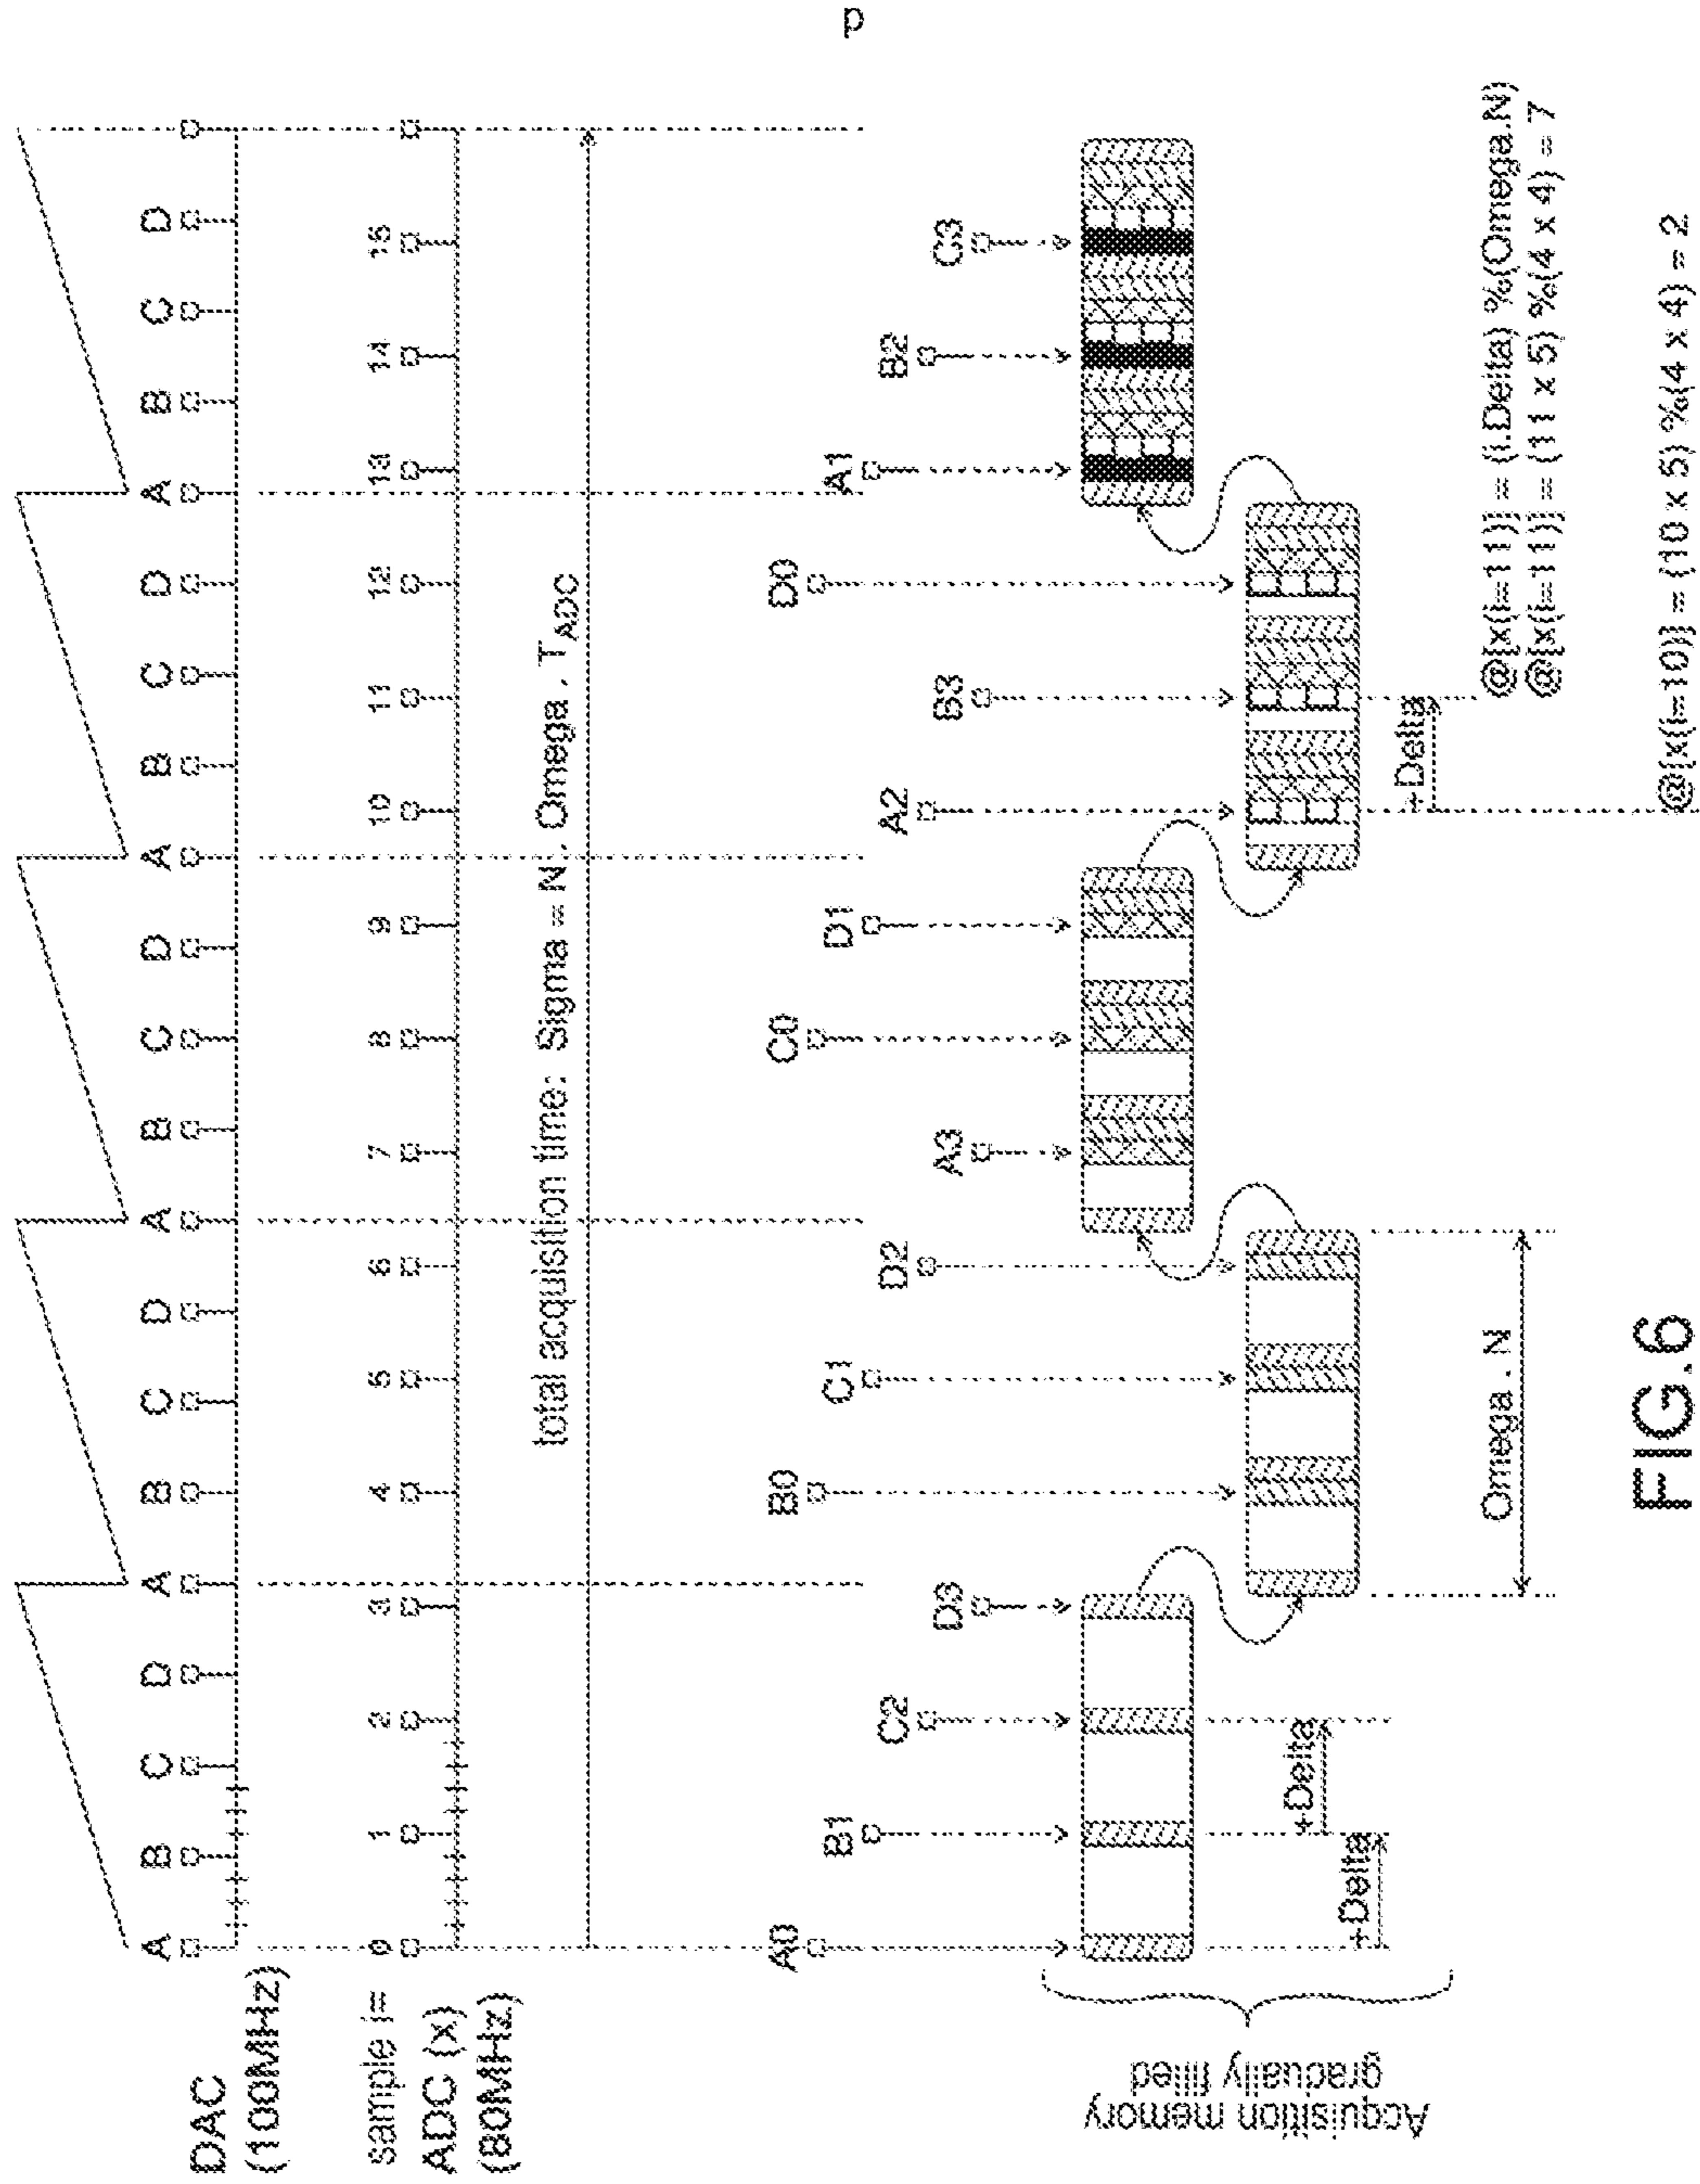 DAC
(100MHz)
A B C D A B C D A B C D A B C D A B C D
sample i= 0 1 2 3 4 5 6 7 8 9 10 11 12 13 14 15
ADC (x)
(80MHz)
total acquisition time: Sigma = N . Omega . T_ADC
A0 B1 C2 D3 B0 C1 D2 A3 C0 D1 A2 B3 D0 A1 B2 C3
Acquisition memory
gradually filled
+Delta
+Delta
+Delta
Omega . N
@[x(i=11)] = (i.Delta) %(Omega.N)
@[x(i=11)] = (11 x 5) %(4 x 4) = 7
@[x(i=10)] = (10 x 5) %(4 x 4) = 2
FIG.6
p